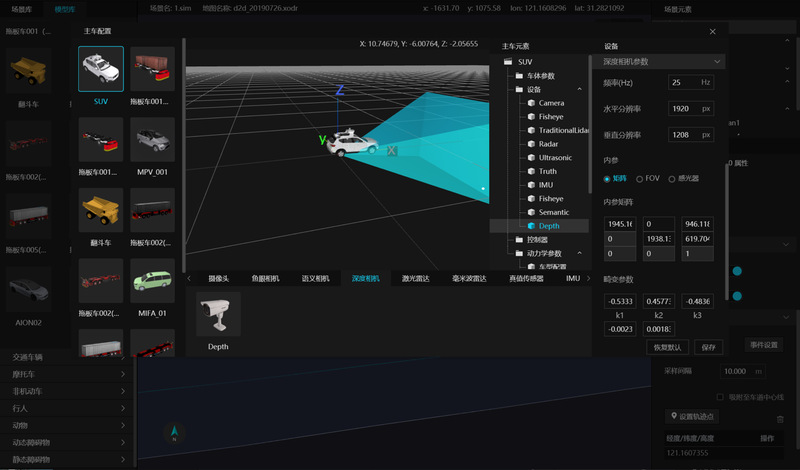 场景库 模型库 场景名: 1.sim 地图名称: d2d_20190726.xodr x: -1631.70 y: 1075.58 lon: 121.1608296 lat: 31.2821092 场景元素
拖板车001 (...
翻斗车
拖板车002(...
拖板车005(...
AION02
交通车辆
摩托车
非机动车
行人
动物
动态障碍物
静态障碍物
主车配置
SUV
拖板车001...
拖板车001...
MPV_001
翻斗车
拖板车002(...
拖板车002(...
MIFA_01
X: 10.74679, Y: -6.00764, Z: -2.05655
Z
y
X
摄像头 鱼眼相机 语义相机 深度相机 激光雷达 毫米波雷达 真值传感器 IMU
Depth
主车元素
SUV
车体参数
设备
Camera
Fisheye
TraditionalLidar
Radar
Ultrasonic
Truth
IMU
Fisheye
Semantic
Depth
控制器
动力学参数
车型配置
设备
深度相机参数
频率(Hz) 25 Hz
水平分辨率 1920 px
垂直分辨率 1208 px
内参
矩阵 FOV 感光器
内参矩阵
1945.16 0 946.118
0 1938.13 619.704
0 0 1
畸变参数
-0.5333 0.45773 -0.4836
k1 k2 k3
-0.0023 0.00183
恢复默认 保存
an1
0 属性
事件设置
采样间隔 10.000 m
吸附至车道中心线
设置轨迹点
经度/纬度/高度 操作
121.1607355
N